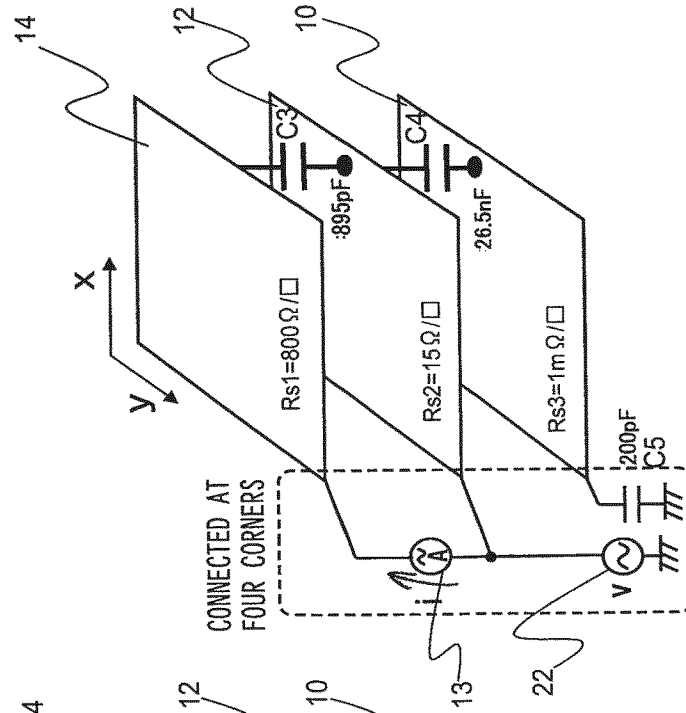 14
12
10
X
y
C3
:895pF
C4
:26.5nF
Rs1=800Ω/□
Rs2=15Ω/□
Rs3=1mΩ/□
CONNECTED AT
FOUR CORNERS
200pF
C5
A
i
V
13
22
4
12
10